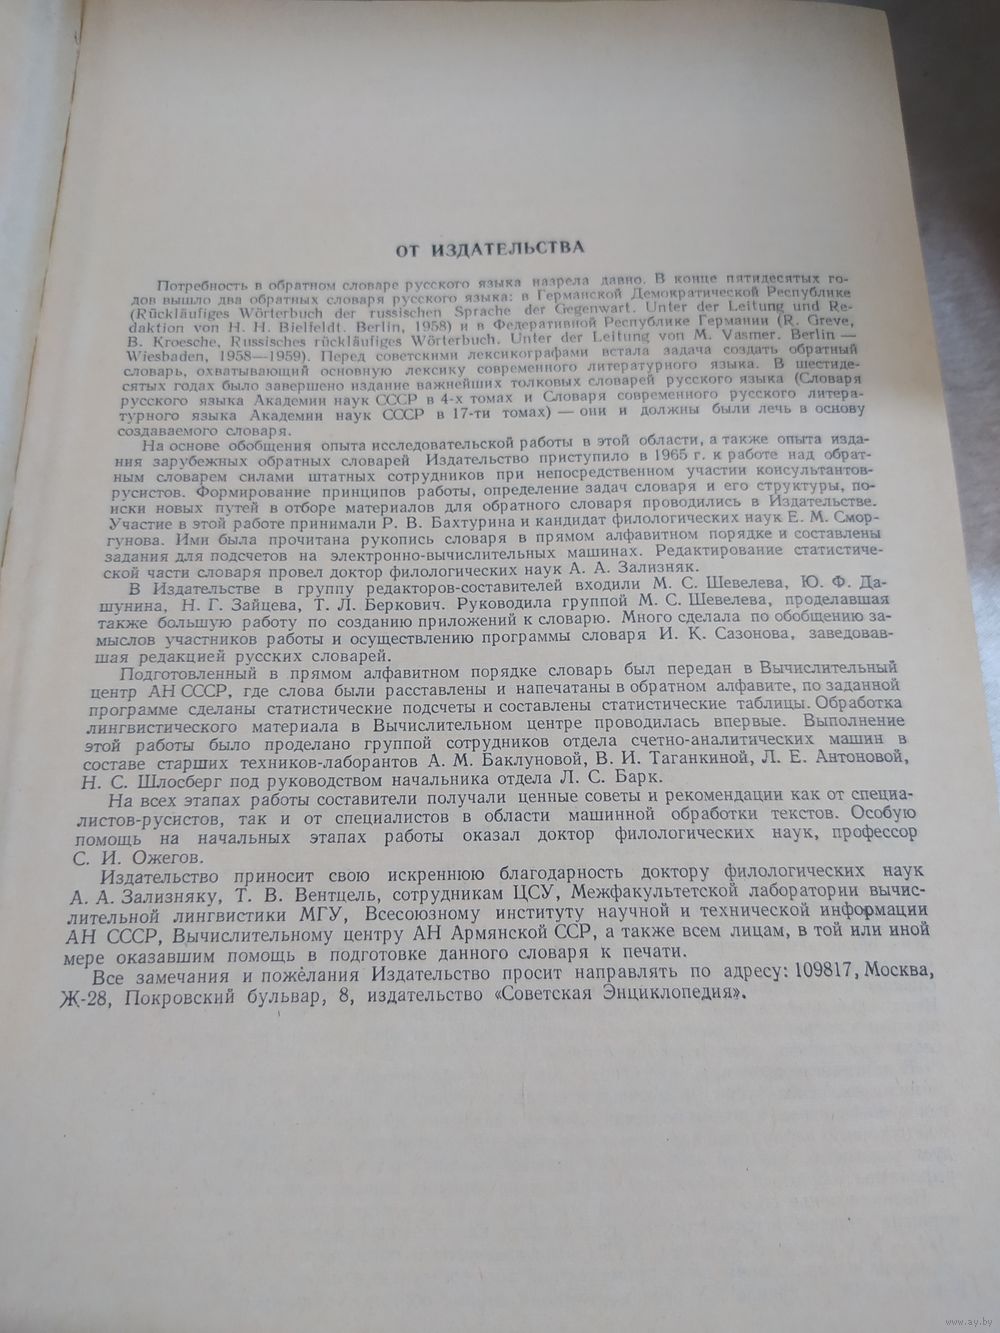 ОТ ИЗДАТЕЛЬСТВА
Потребность в обратном словаре русского языка назрела давно. В конце пятидесятых го-
дов вышло два обратных словаря русского языка: в Германской Демократической Республике
(Rückläufiges Wörterbuch der russischen Sprache der Gegenwart. Unter der Leitung und Re-
daktion von H. H. Bielfeldt. Berlin, 1958) и в Федеративной Республике Германии (R. Greve,
B. Kroesche, Russisches rückläufiges Wörterbuch. Unter der Leitung von M. Vasmer. Berlin —
Wiesbaden, 1958—1959). Перед советскими лексикографами встала задача создать обратный
словарь, охватывающий основную лексику современного литературного языка. В шестиде-
сятых годах было завершено издание важнейших толковых словарей русского языка (Словаря
русского языка Академии наук СССР в 4-х томах и Словаря современного русского литера-
турного языка Академии наук СССР в 17-ти томах) — они и должны были лечь в основу
создаваемого словаря.
На основе обобщения опыта исследовательской работы в этой области, а также опыта изда-
ния зарубежных обратных словарей Издательство приступило в 1965 г. к работе над обрат-
ным словарем силами штатных сотрудников при непосредственном участии консультантов-
русистов. Формирование принципов работы, определение задач словаря и его структуры, по-
иски новых путей в отборе материалов для обратного словаря проводились в Издательстве.
Участие в этой работе принимали Р. В. Бахтурина и кандидат филологических наук Е. М. Смор-
гунова. Ими была прочитана рукопись словаря в прямом алфавитном порядке и составлены
задания для подсчетов на электронно-вычислительных машинах. Редактирование статистиче-
ской части словаря провел доктор филологических наук А. А. Зализняк.
В Издательстве в группу редакторов-составителей входили М. С. Шевелева, Ю. Ф. Да-
шунина, Н. Г. Зайцева, Т. Л. Беркович. Руководила группой М. С. Шевелева, проделавшая
также большую работу по созданию приложений к словарю. Много сделала по обобщению за-
мыслов участников работы и осуществлению программы словаря И. К. Сазонова, заведовав-
шая редакцией русских словарей.
Подготовленный в прямом алфавитном порядке словарь был передан в Вычислительный
центр АН СССР, где слова были расставлены и напечатаны в обратном алфавите, по заданной
программе сделаны статистические подсчеты и составлены статистические таблицы. Обработка
лингвистического материала в Вычислительном центре проводилась впервые. Выполнение
этой работы было проделано группой сотрудников отдела счетно-аналитических машин в
составе старших техников-лаборантов А. М. Баклуновой, В. И. Таганкиной, Л. Е. Антоновой,
Н. С. Шлосберг под руководством начальника отдела Л. С. Барк.
На всех этапах работы составители получали ценные советы и рекомендации как от специа-
листов-русистов, так и от специалистов в области машинной обработки текстов. Особую
помощь на начальных этапах работы оказал доктор филологических наук, профессор
С. И. Ожегов.
Издательство приносит свою искреннюю благодарность доктору филологических наук
А. А. Зализняку, Т. В. Вентцель, сотрудникам ЦСУ, Межфакультетской лаборатории вычис-
лительной лингвистики МГУ, Всесоюзному институту научной и технической информации
АН СССР, Вычислительному центру АН Армянской ССР, а также всем лицам, в той или иной
мере оказавшим помощь в подготовке данного словаря к печати.
Все замечания и пожелания Издательство просит направлять по адресу: 109817, Москва,
Ж-28, Покровский бульвар, 8, издательство «Советская Энциклопедия».
www.ay.by